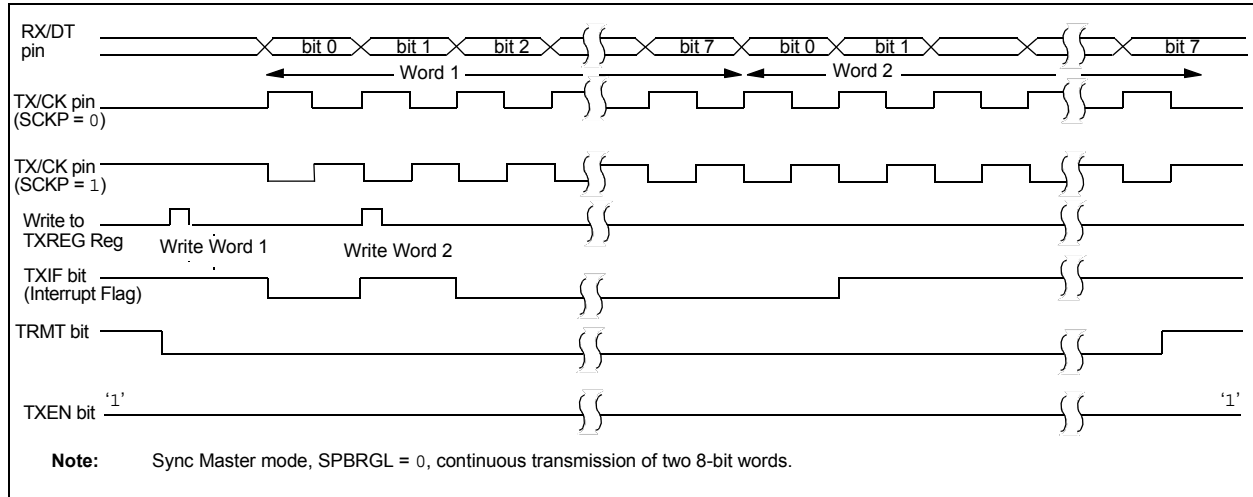 RX/DT
pin
bit 0 bit 1 bit 2 bit 7 bit 0 bit 1 bit 7
Word 1 Word 2
TX/CK pin
(SCKP = 0)
TX/CK pin
(SCKP = 1)
Write to
TXREG Reg
Write Word 1 Write Word 2
TXIF bit
(Interrupt Flag)
TRMT bit
TXEN bit '1' '1'
Note: Sync Master mode, SPBRGL = 0, continuous transmission of two 8-bit words.